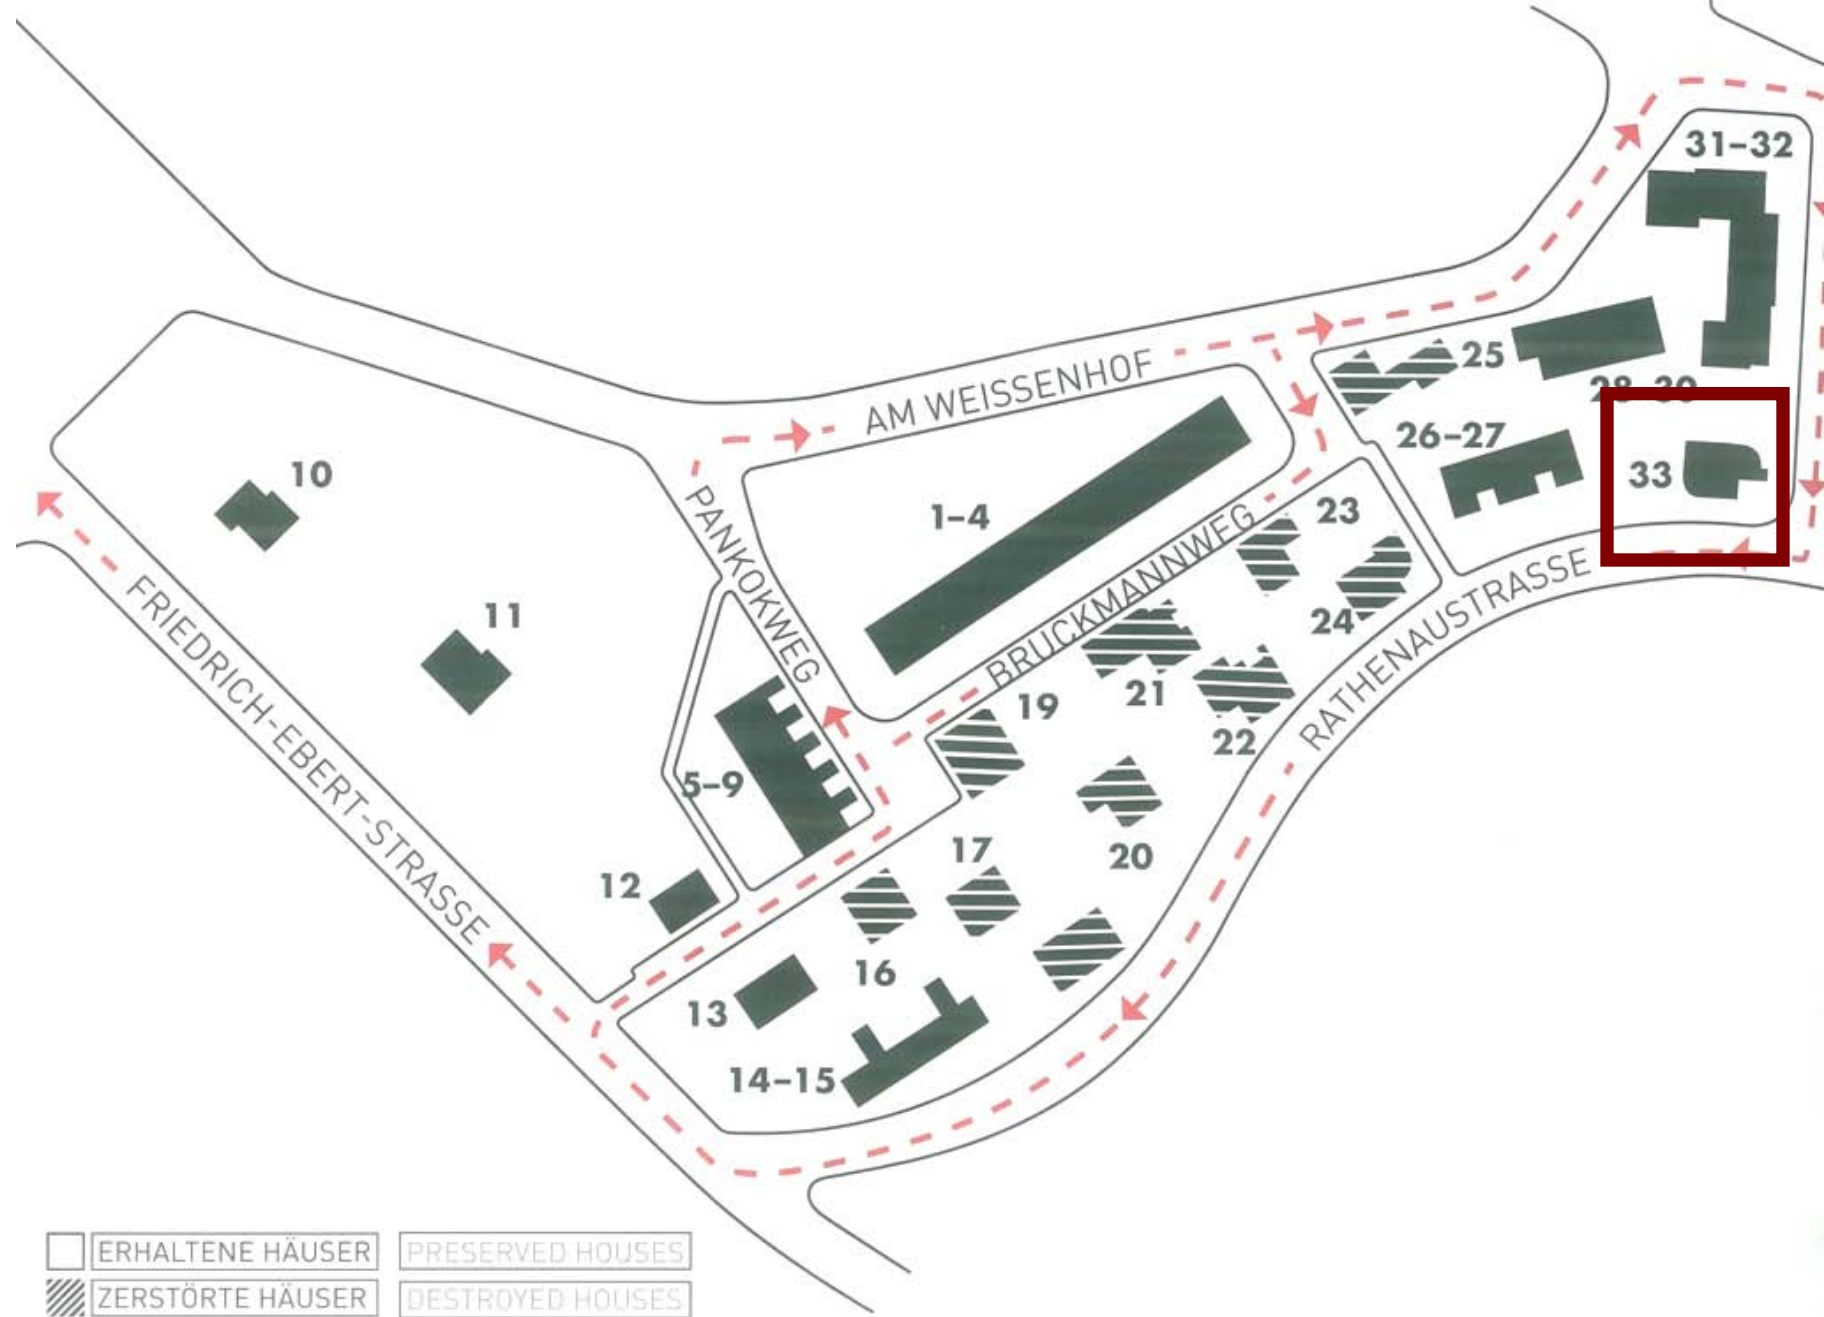 31-32
25
28-30
26-27
33
10
AM WEISSENHOF
1-4
23
PANKOKWEG
BRUCKMANNWEG
11
FRIEDRICH-EBERT-STRASSE
24
RATHENAUSTRASSE
21
19
22
5-9
17
20
12
16
13
14-15
ERHALTENE HÄUSER PRESERVED HOUSES
ZERSTÖRTE HÄUSER DESTROYED HOUSES